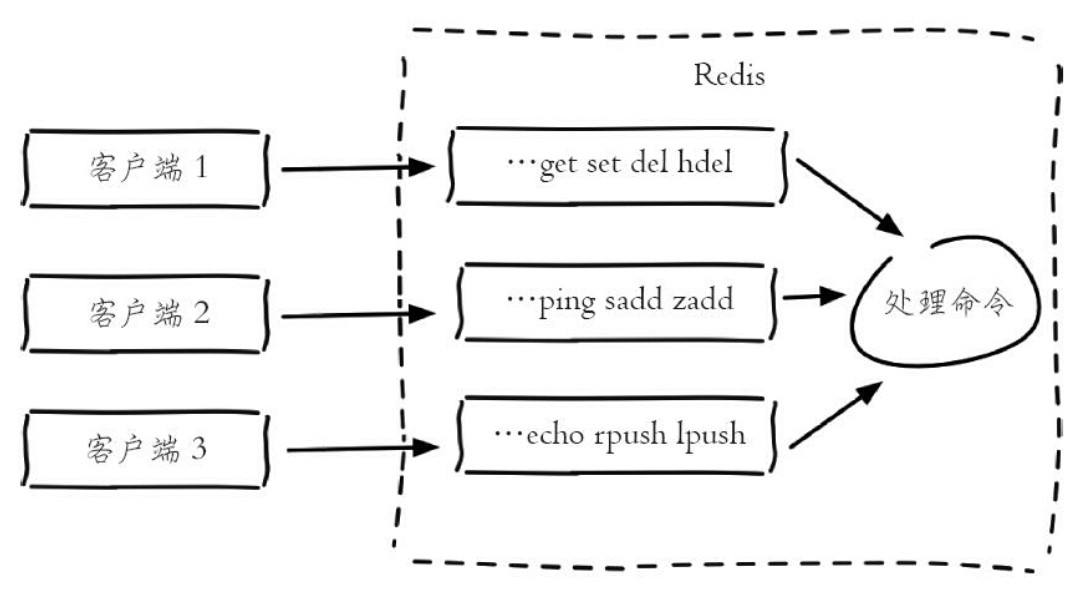 Redis
客户端 1
…get set del hdel
客户端 2
…ping sadd zadd
处理命令
客户端 3
…echo rpush lpush